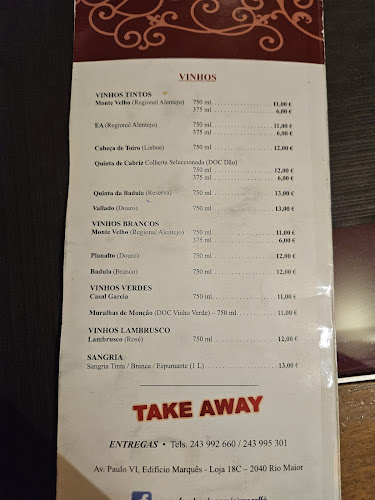 VINHOS
VINHOS TINTOS
Monte Velho (Regional Alentejo) 750 ml. 11,00 €
375 ml 6,00 €
EA (Regional Alentejo) 750 ml. 11,00 €
375 ml 6,00 €
Cabeça de Toiro (Lisboa) 750 ml 12,00 €
Quinta de Cabriz Colheita Seleccionada (DOC Dão)
750 ml 12,00 €
375 ml 6,00 €
Quinta da Badula (Reserva) 750 ml 13,00 €
Vallado (Douro) 750 ml 13,00 €
VINHOS BRANCOS
Monte Velho (Regional Alentejo) 750 ml 11,00 €
375 ml 6,00 €
Planalto (Douro) 750 ml 12,00 €
Badula (Branco) 750 ml 12,00 €
VINHOS VERDES
Casal Garcia 750 ml 11,00 €
Muralhas de Monção (DOC Vinho Verde) – 750 ml 11,00 €
VINHOS LAMBRUSCO
Lambrusco (Rosé) 750 ml. 12,00 €
SANGRIA
Sangria Tinta / Branca / Espumante (1 L) 13,00 €
TAKE AWAY
ENTREGAS • Tels. 243 992 660 / 243 995 301
Av. Paulo VI, Edifício Marquês - Loja 18C – 2040 Rio Maior